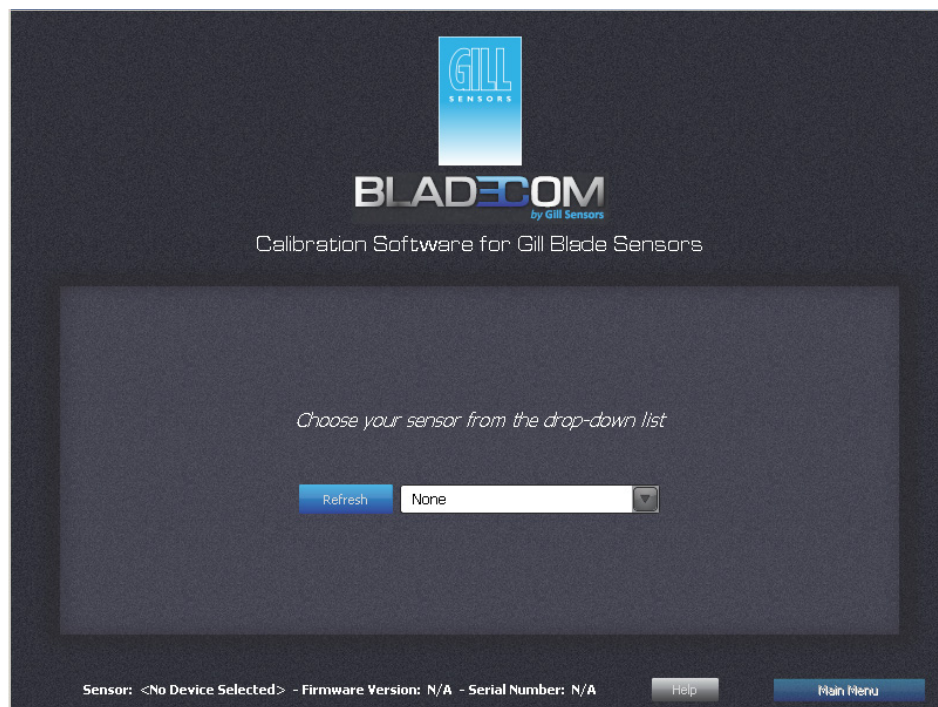 GILL
SENSORS
BLADECOM
by Gill Sensors
Calibration Software for Gill Blade Sensors
Choose your sensor from the drop-down list
Refresh
None
Sensor: <No Device Selected> - Firmware Version: N/A - Serial Number: N/A
Help
Main Menu